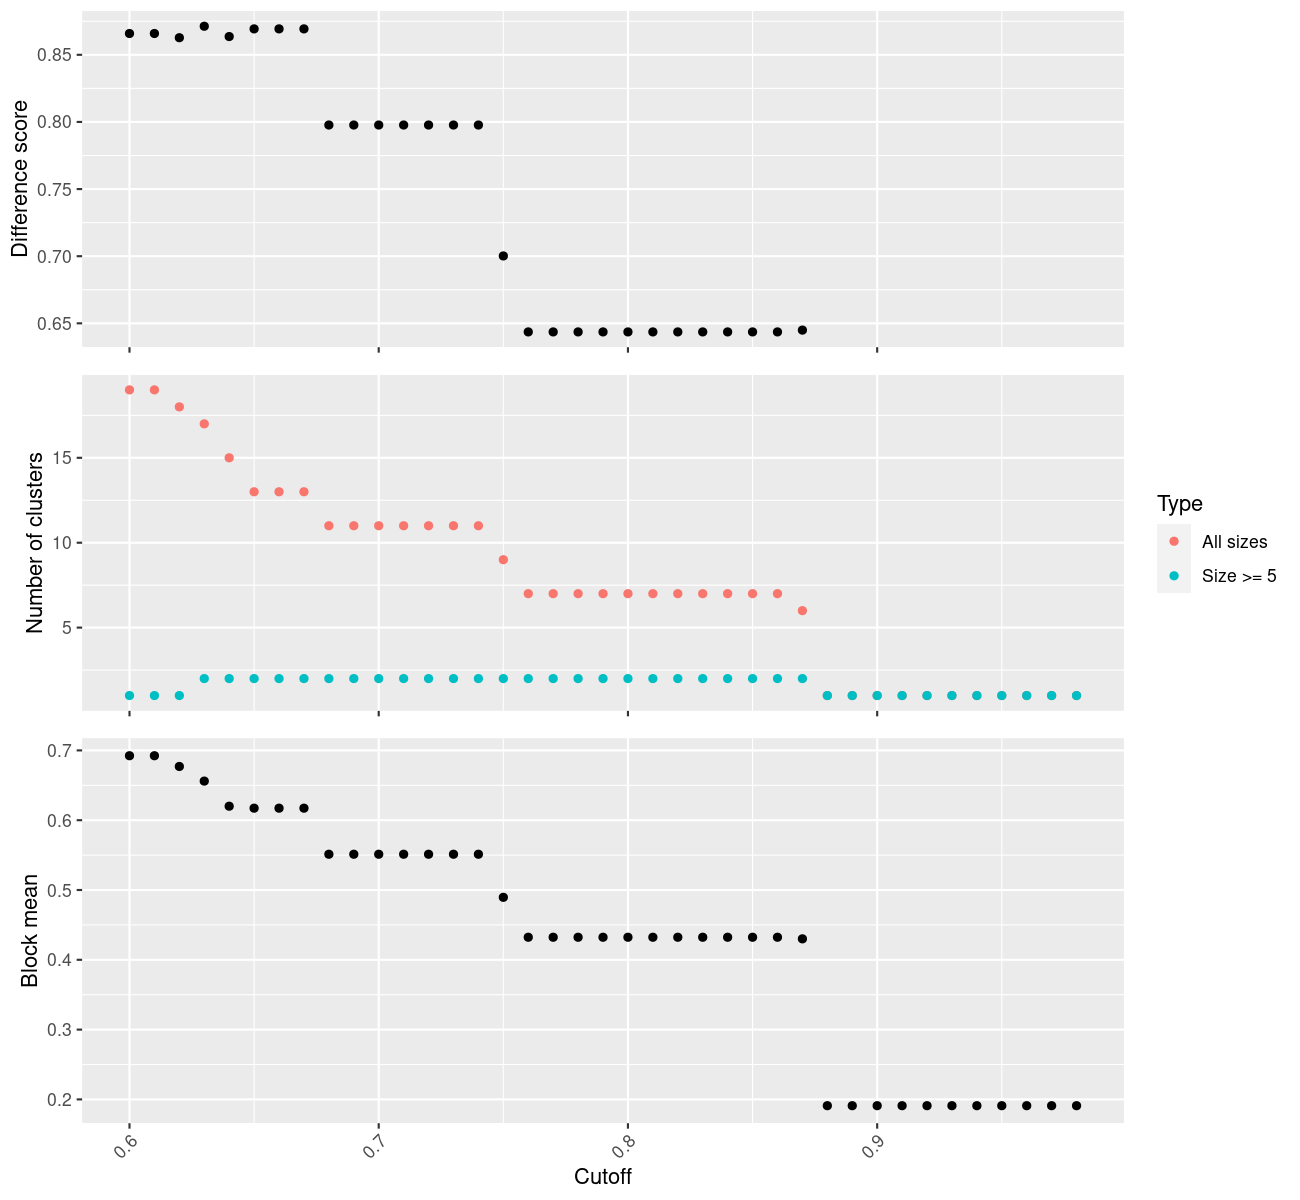 Difference score
0.85
0.80
0.75
0.70
0.65
Number of clusters
15
10
5
Type
All sizes
Size >= 5
Block mean
0.7
0.6
0.5
0.4
0.3
0.2
0.6 0.7 0.8 0.9
Cutoff